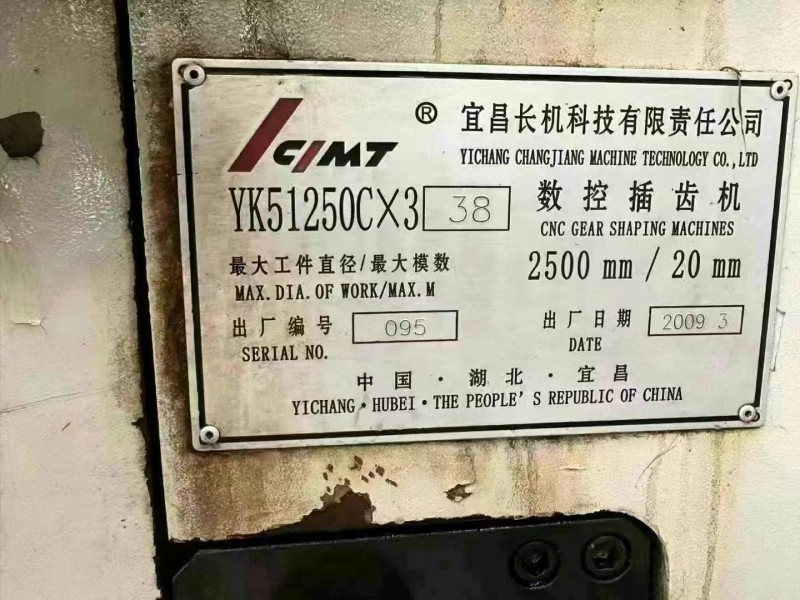 CJMT ® 宜昌长机科技有限责任公司
YICHANG CHANGJIANG MACHINE TECHNOLOGY CO.,LTD
YK51250CX3 38 数控插齿机
CNC GEAR SHAPING MACHINES
最大工件直径/最大模数 2500 mm / 20 mm
MAX. DIA. OF WORK/MAX. M
出厂编号 095 出厂日期 2009 3
SERIAL NO. DATE
中国·湖北·宜昌
YICHANG·HUBEI·THE PEOPLE'S REPUBLIC OF CHINA